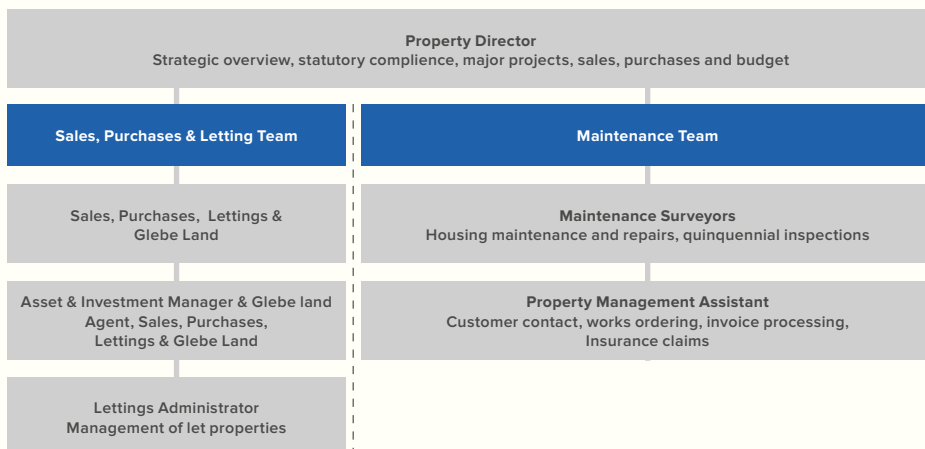 Property Director
Strategic overview, statutory complience, major projects, sales, purchases and budget
Sales, Purchases & Letting Team
Maintenance Team
Sales, Purchases, Lettings &
Glebe Land
Maintenance Surveyors
Housing maintenance and repairs, quinquennial inspections
Asset & Investment Manager & Glebe land
Agent, Sales, Purchases,
Lettings & Glebe Land
Property Management Assistant
Customer contact, works ordering, invoice processing,
Insurance claims
Lettings Administrator
Management of let properties